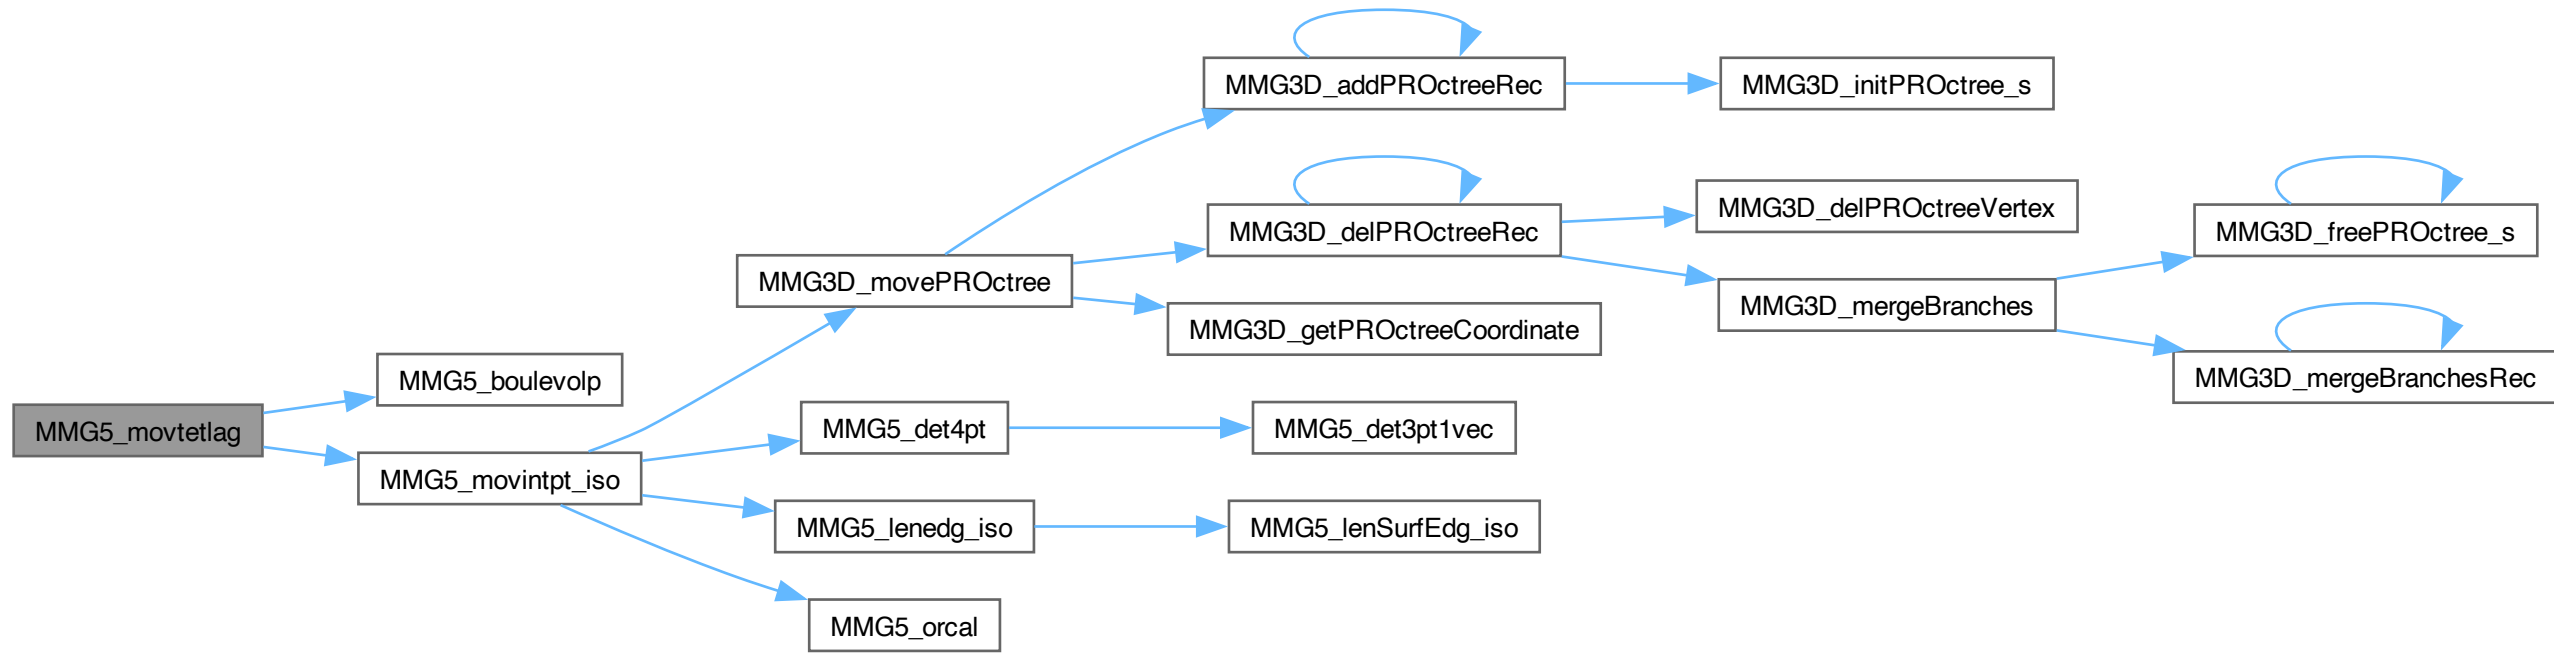 MMG5_movtetlag
MMG5_boulevolp
MMG5_movintpt_iso
MMG3D_movePROctree
MMG5_det4pt
MMG5_lenedg_iso
MMG5_orcal
MMG3D_addPROctreeRec
MMG3D_delPROctreeRec
MMG3D_getPROctreeCoordinate
MMG5_det3pt1vec
MMG5_lenSurfEdg_iso
MMG3D_initPROctree_s
MMG3D_delPROctreeVertex
MMG3D_mergeBranches
MMG3D_freePROctree_s
MMG3D_mergeBranchesRec